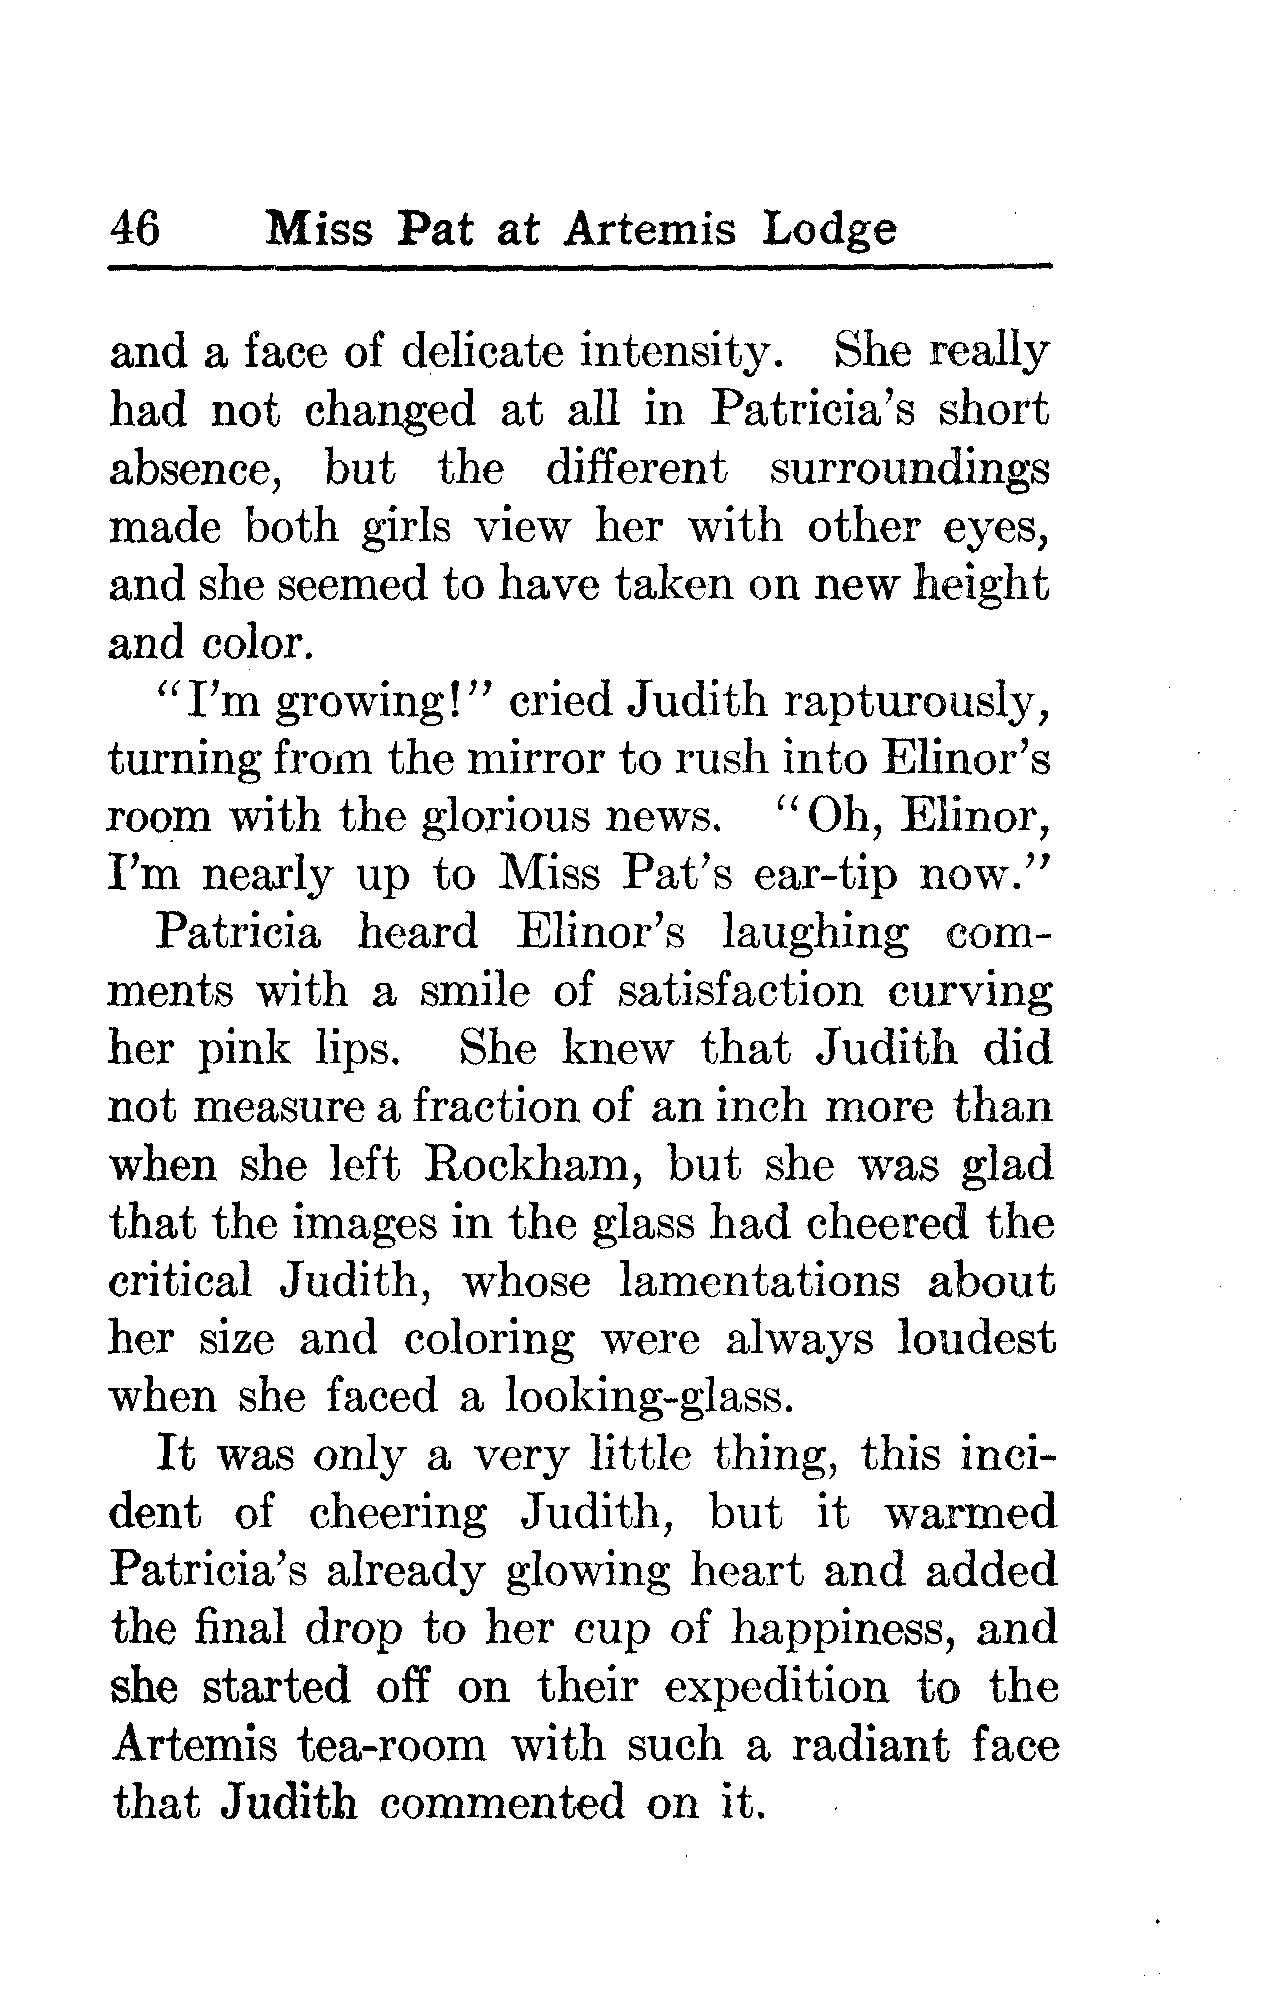 46 Miss Pat at Artemis Lodge
and a face of delicate intensity. She really
had not changed at all in Patricia's short
absence, but the different surroundings
made both girls view her with other eyes,
and she seemed to have taken on new height
and color.
"I'm growing!" cried Judith rapturously,
turning from the mirror to rush into Elinor's
room with the glorious news. "Oh, Elinor,
I'm nearly up to Miss Pat's ear-tip now."
Patricia heard Elinor's laughing com-
ments with a smile of satisfaction curving
her pink lips. She knew that Judith did
not measure a fraction of an inch more than
when she left Rockham, but she was glad
that the images in the glass had cheered the
critical Judith, whose lamentations about
her size and coloring were always loudest
when she faced a looking-glass.
It was only a very little thing, this inci-
dent of cheering Judith, but it warmed
Patricia's already glowing heart and added
the final drop to her cup of happiness, and
she started off on their expedition to the
Artemis tea-room with such a radiant face
that Judith commented on it.